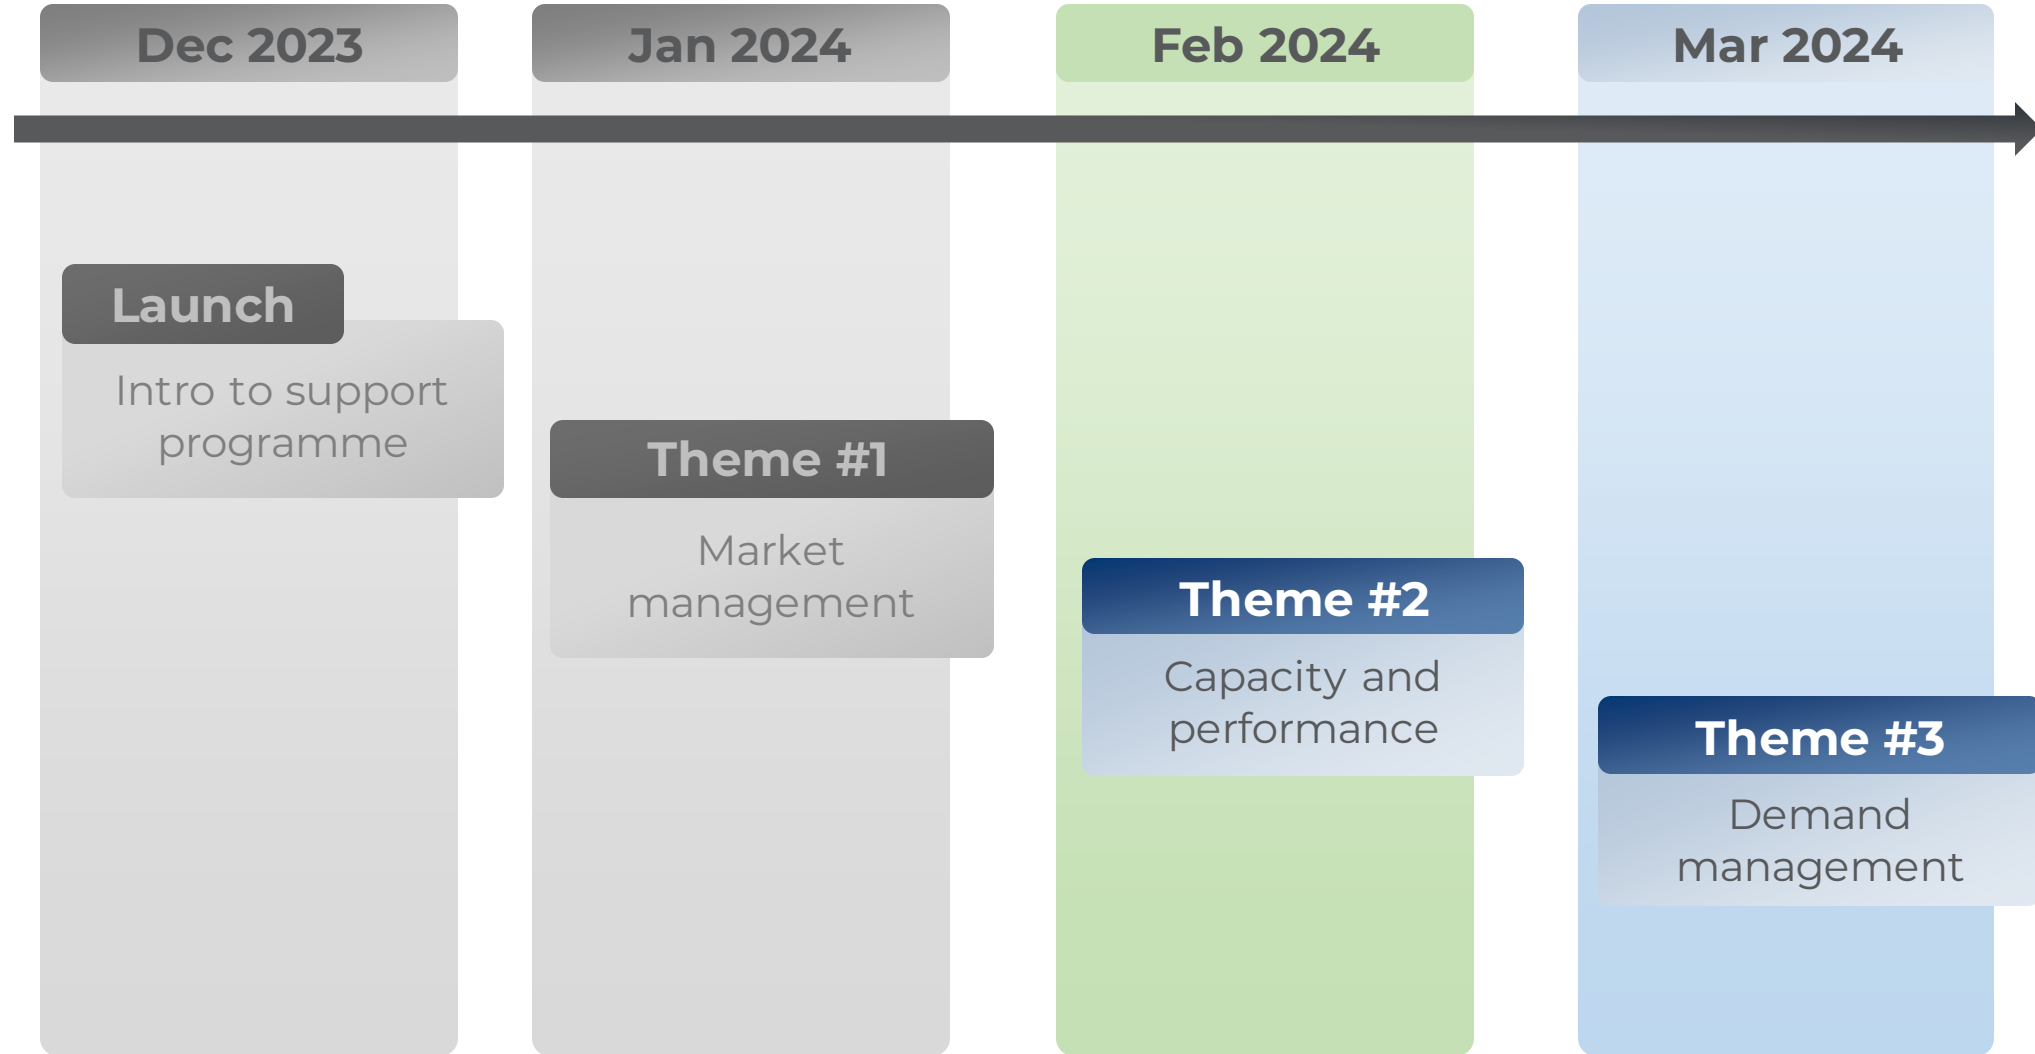 Dec 2023
Jan 2024
Feb 2024
Mar 2024
Launch
Intro to support
programme
Theme #1
Market
management
Theme #2
Capacity and
performance
Theme #3
Demand
management